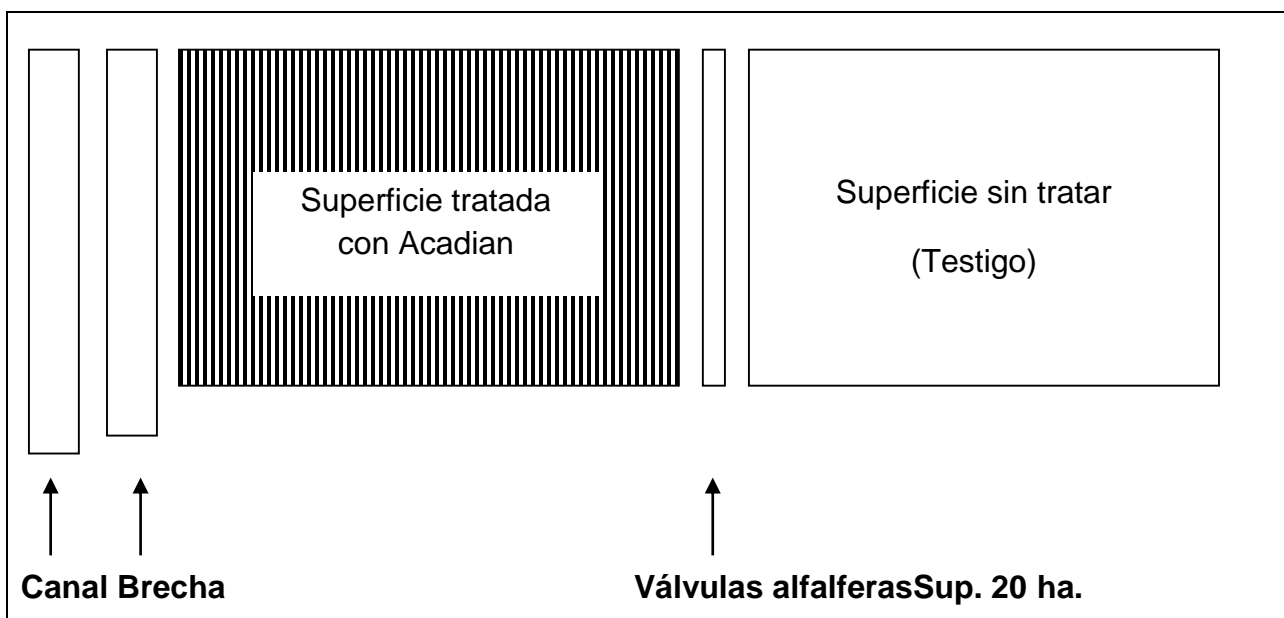 Superficie tratada
con Acadian
Superficie sin tratar
(Testigo)
Canal Brecha
Válvulas alfalferasSup. 20 ha.